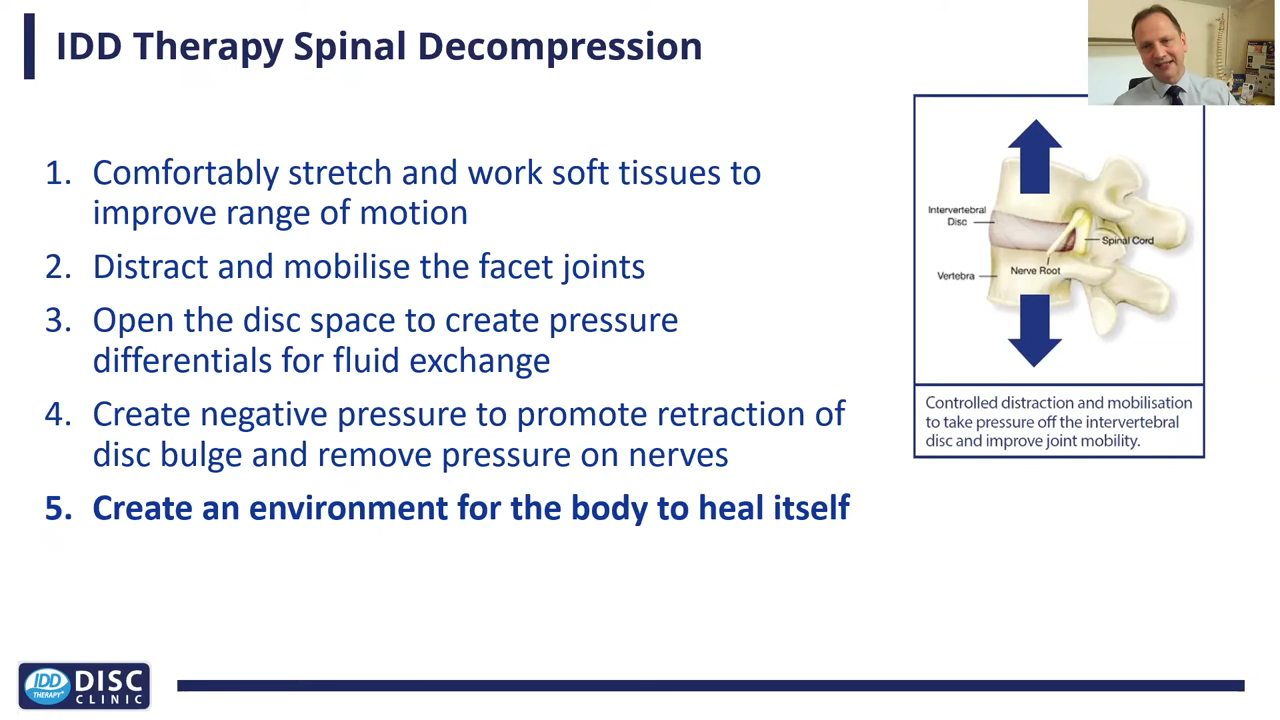 IDD Therapy Spinal Decompression
1. Comfortably stretch and work soft tissues to
improve range of motion
2. Distract and mobilise the facet joints
3. Open the disc space to create pressure
differentials for fluid exchange
4. Create negative pressure to promote retraction of
disc bulge and remove pressure on nerves
5. Create an environment for the body to heal itself
Intervertebral
Disc
Spinal Cord
Nerve Root
Vertebra
Controlled distraction and mobilisation
to take pressure off the intervertebral
disc and improve joint mobility.
IDD
THERAPY
DISC
CLINIC